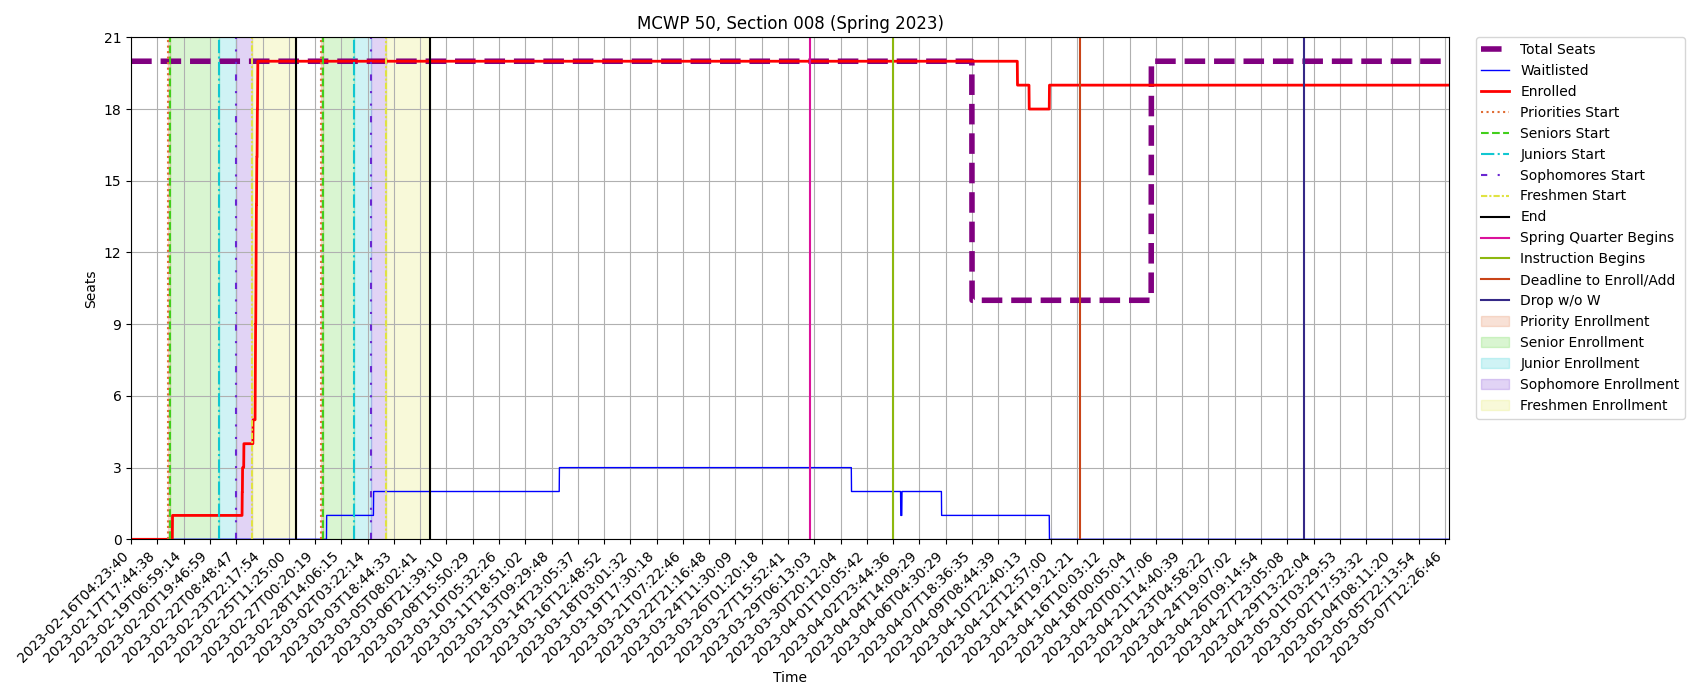 MCWP 50, Section 008 (Spring 2023)
Seats
21
18
15
12
9
6
3
0
2023-02-16T04:23:40
2023-02-17T17:44:38
2023-02-19T06:59:14
2023-02-20T19:46:59
2023-02-22T08:48:47
2023-02-23T22:17:54
2023-02-25T11:25:00
2023-02-27T00:20:19
2023-02-28T14:06:15
2023-03-02T03:22:14
2023-03-03T18:44:33
2023-03-05T08:02:41
2023-03-06T21:39:10
2023-03-08T15:50:29
2023-03-10T05:32:26
2023-03-11T18:51:02
2023-03-13T09:29:48
2023-03-14T23:05:37
2023-03-16T12:48:52
2023-03-18T03:01:32
2023-03-19T17:30:18
2023-03-21T07:22:46
2023-03-22T21:16:48
2023-03-24T11:30:09
2023-03-26T01:20:18
2023-03-27T15:52:41
2023-03-29T06:13:03
2023-03-30T20:12:04
2023-04-01T10:05:42
2023-04-02T23:44:36
2023-04-04T14:09:29
2023-04-06T04:30:29
2023-04-07T18:36:35
2023-04-09T08:44:39
2023-04-10T22:40:13
2023-04-12T12:57:00
2023-04-14T19:21:21
2023-04-16T10:03:12
2023-04-18T00:05:04
2023-04-20T00:17:06
2023-04-21T14:40:39
2023-04-23T04:58:22
2023-04-24T19:07:02
2023-04-26T09:14:54
2023-04-27T23:05:08
2023-04-29T13:22:04
2023-05-01T03:29:53
2023-05-02T17:53:32
2023-05-04T08:11:20
2023-05-05T22:13:54
2023-05-07T12:26:46
Time
Total Seats
Waitlisted
Enrolled
Priorities Start
Seniors Start
Juniors Start
Sophomores Start
Freshmen Start
End
Spring Quarter Begins
Instruction Begins
Deadline to Enroll/Add
Drop w/o W
Priority Enrollment
Senior Enrollment
Junior Enrollment
Sophomore Enrollment
Freshmen Enrollment